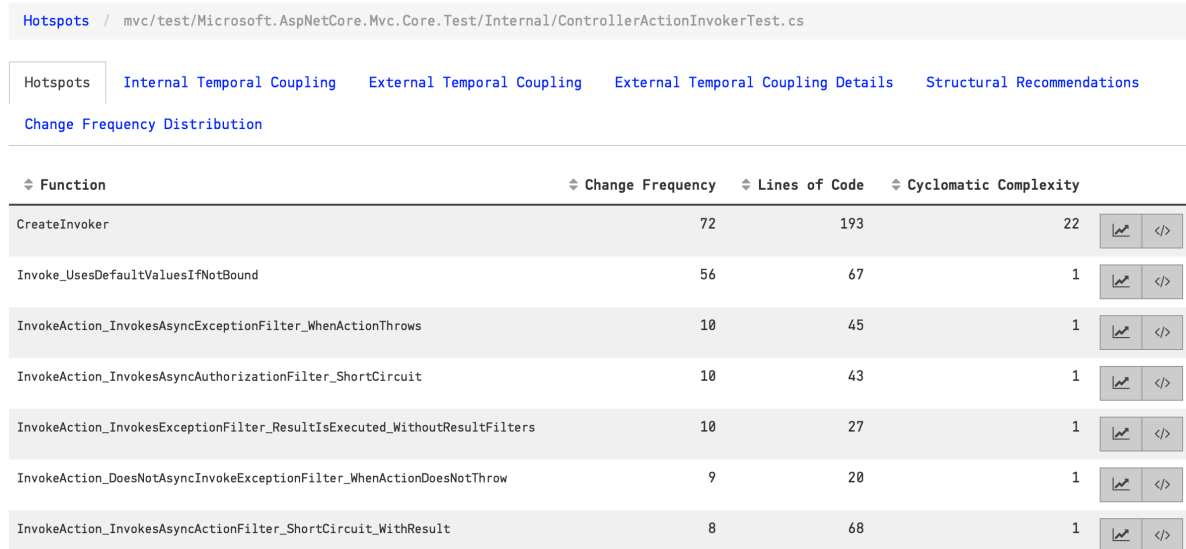 Hotspots / mvc/test/Microsoft.AspNetCore.Mvc.Core.Test/Internal/ControllerActionInvokerTest.cs
Hotspots Internal Temporal Coupling External Temporal Coupling External Temporal Coupling Details Structural Recommendations
Change Frequency Distribution
Function Change Frequency Lines of Code Cyclomatic Complexity
CreateInvoker 72 193 22 </>
Invoke_UsesDefaultValuesIfNotBound 56 67 1 </>
InvokeAction_InvokesAsyncExceptionFilter_WhenActionThrows 10 45 1 </>
InvokeAction_InvokesAsyncAuthorizationFilter_ShortCircuit 10 43 1 </>
InvokeAction_InvokesExceptionFilter_ResultIsExecuted_WithoutResultFilters 10 27 1 </>
InvokeAction_DoesNotAsyncInvokeExceptionFilter_WhenActionDoesNotThrow 9 20 1 </>
InvokeAction_InvokesAsyncActionFilter_ShortCircuit_WithResult 8 68 1 </>